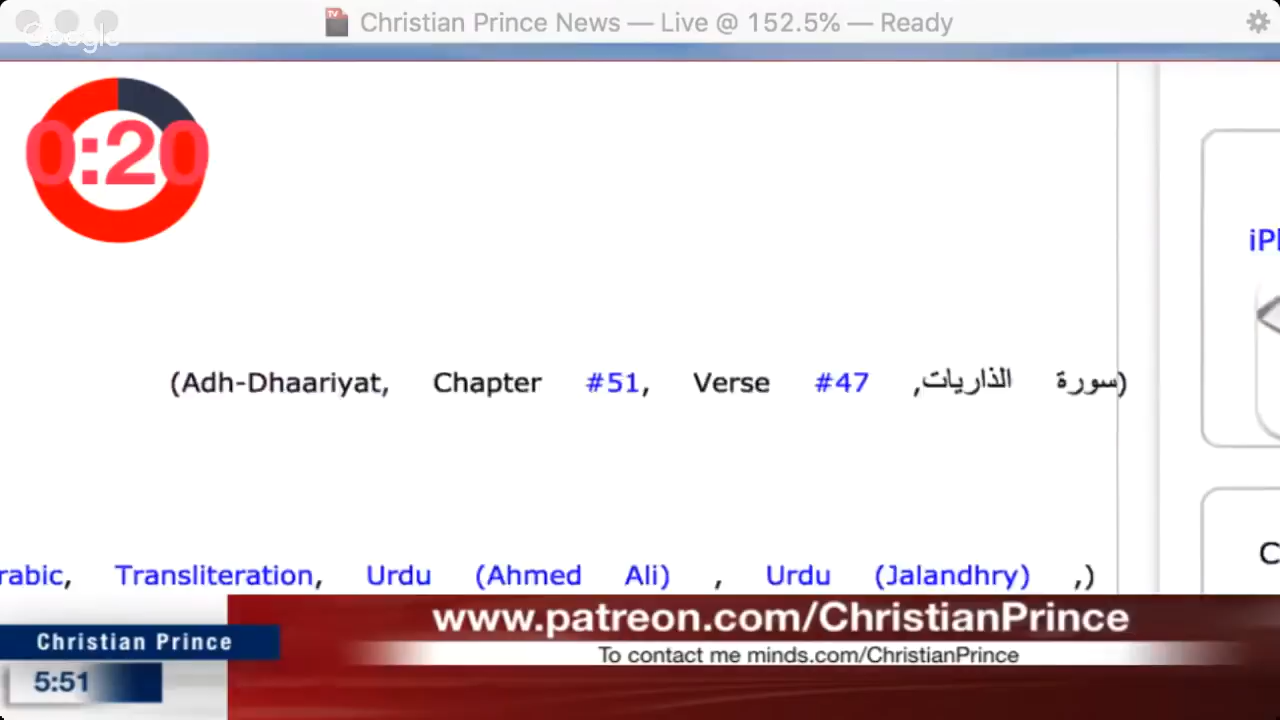 Christian Prince News — Live @ 152.5% — Ready
Google
0:20
iPl
(Adh-Dhaariyat, Chapter #51, Verse #47 ,سورة الذاريات)
C
rabic, Transliteration, Urdu (Ahmed Ali) , Urdu (Jalandhry) ,)
www.patreon.com/ChristianPrince
Christian Prince
To contact me minds.com/ChristianPrince
5:51